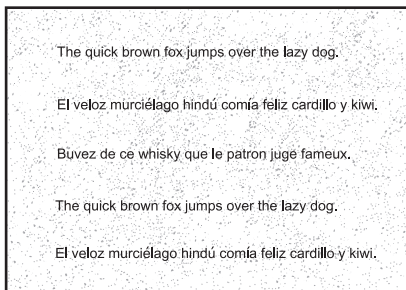 The quick brown fox jumps over the lazy dog.
El veloz murciélago hindú comía feliz cardillo y kiwi.
Buvez de ce whisky que le patron juge fameux.
The quick brown fox jumps over the lazy dog.
El veloz murciélago hindú comía feliz cardillo y kiwi.